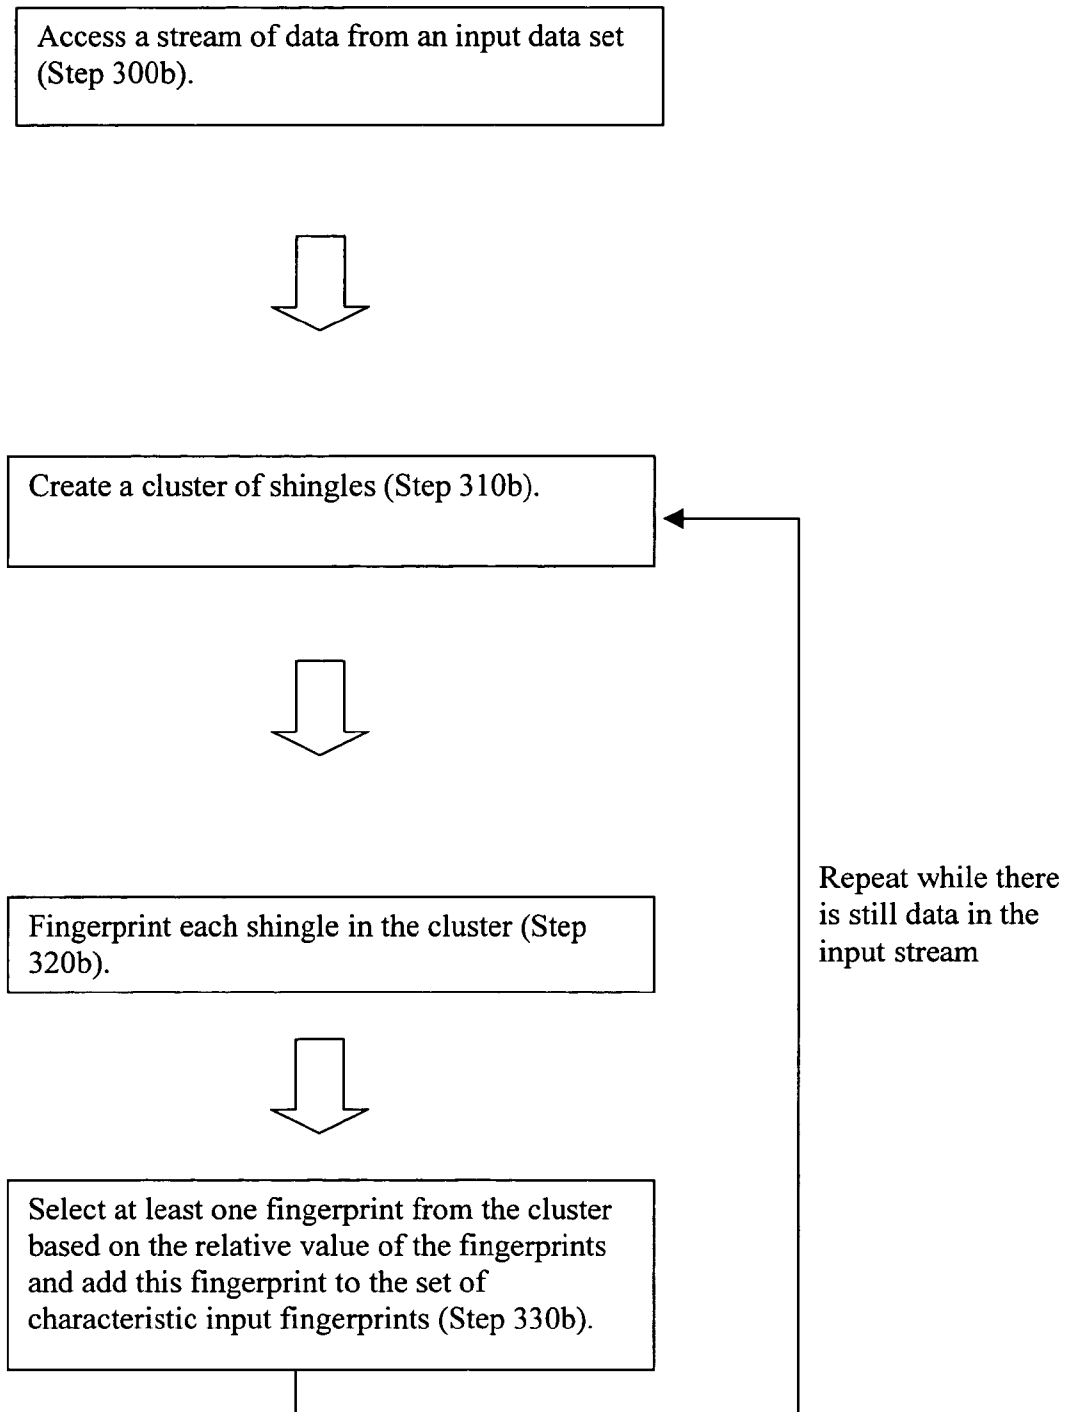 Access a stream of data from an input data set
(Step 300b).
Create a cluster of shingles (Step 310b).
Fingerprint each shingle in the cluster (Step
320b).
Repeat while there
is still data in the
input stream
Select at least one fingerprint from the cluster
based on the relative value of the fingerprints
and add this fingerprint to the set of
characteristic input fingerprints (Step 330b).